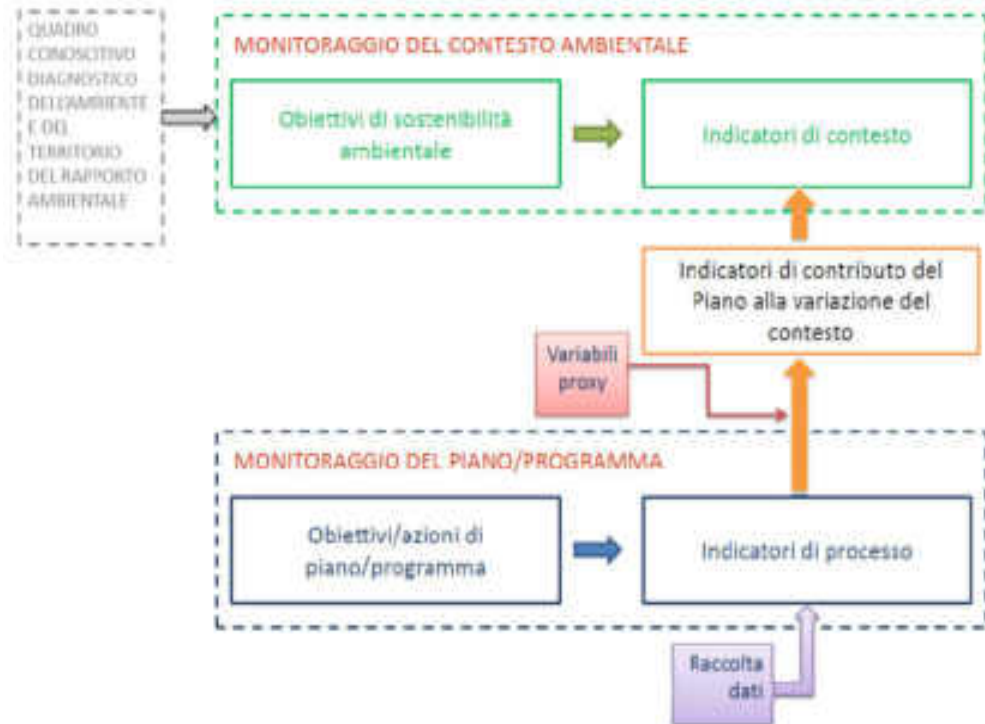 QUADRO
CONOSCITIVO
DIAGNOSTICO
DELL'AMBIENTE
E DEL
TERRITORIO
DEL RAPPORTO
AMBIENTALE
MONITORAGGIO DEL CONTESTO AMBIENTALE
Obiettivi di sostenibilità
ambientale
Indicatori di contesto
Indicatori di contributo del
Piano alla variazione del
contesto
Variabili
proxy
MONITORAGGIO DEL PIANO/PROGRAMMA
Obiettivi/azioni di
piano/programma
Indicatori di processo
Raccolta
dati